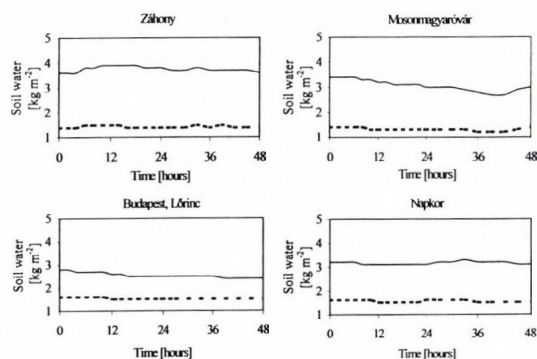 Záhony
Soil water
[kg m-2]
5
4
3
2
1
0 12 24 36 48
Time [hours]
Mosonmagyaróvár
Soil water
[kg m-2]
5
4
3
2
1
0 12 24 36 48
Time [hours]
Budapest, Lőrinc
Soil water
[kg m-2]
5
4
3
2
1
0 12 24 36 48
Time [hours]
Napkor
Soil water
[kg m-2]
5
4
3
2
1
0 12 24 36 48
Time [hours]